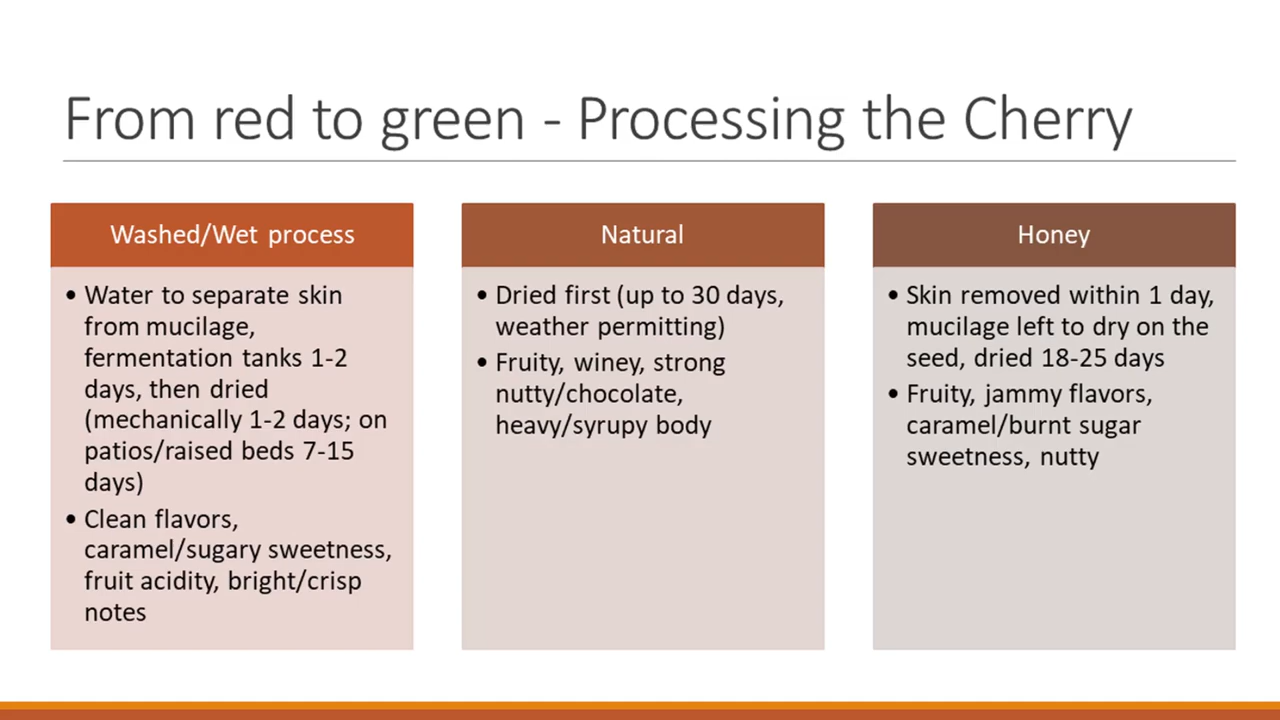 From red to green - Processing the Cherry
Washed/Wet process
• Water to separate skin
from mucilage,
fermentation tanks 1-2
days, then dried
(mechanically 1-2 days; on
patios/raised beds 7-15
days)
• Clean flavors,
caramel/sugary sweetness,
fruit acidity, bright/crisp
notes
Natural
• Dried first (up to 30 days,
weather permitting)
• Fruity, winey, strong
nutty/chocolate,
heavy/syrupy body
Honey
• Skin removed within 1 day,
mucilage left to dry on the
seed, dried 18-25 days
• Fruity, jammy flavors,
caramel/burnt sugar
sweetness, nutty